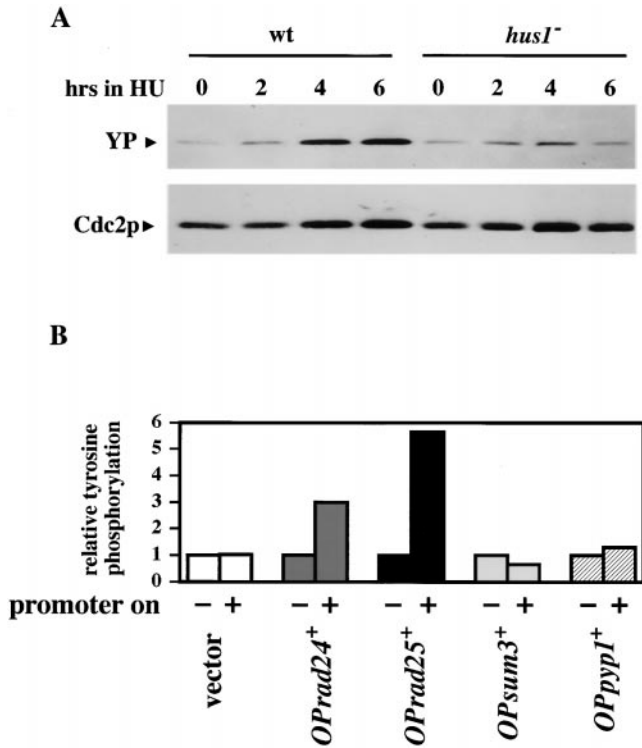 A
wt hus1⁻
hrs in HU 0 2 4 6 0 2 4 6
YP
Cdc2p
B
relative tyrosine
phosphorylation
6
5
4
3
2
1
0
promoter on − + − + − + − + − +
vector
OPrad24⁺
OPrad25⁺
OPsum3⁺
OPpyp1⁺